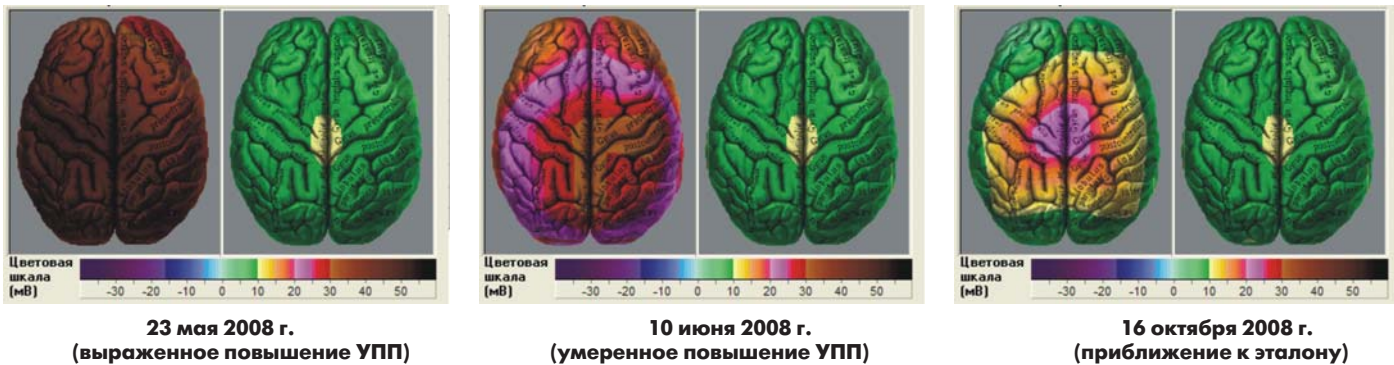 Цветовая
шкала
(мВ)
-30 -20 -10 0 10 20 30 40 50
23 мая 2008 г.
(выраженное повышение УПП)
Цветовая
шкала
(мВ)
-30 -20 -10 0 10 20 30 40 50
10 июня 2008 г.
(умеренное повышение УПП)
Цветовая
шкала
(мВ)
-30 -20 -10 0 10 20 30 40 50
16 октября 2008 г.
(приближение к эталону)